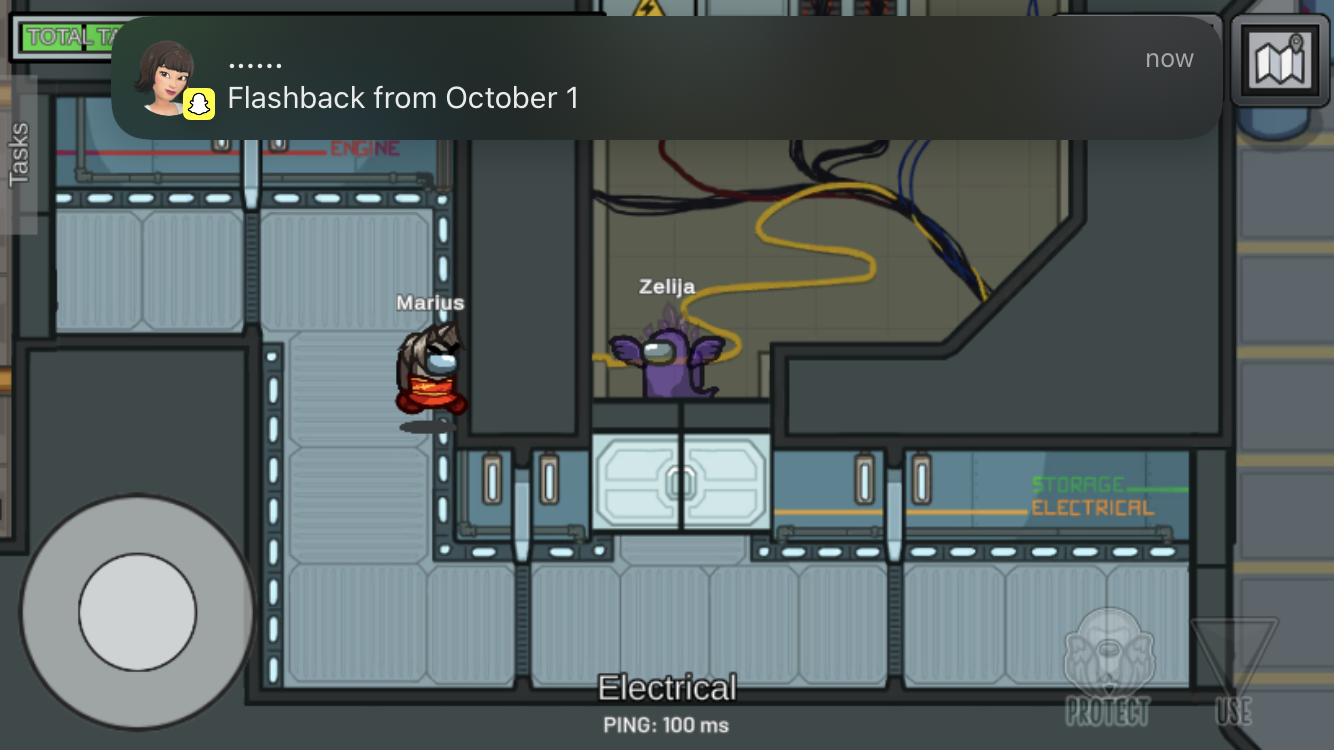 TOTAL TA
......
now
Flashback from October 1
Tasks
ENGINE
Marius
Zelija
STORAGE
ELECTRICAL
Electrical
PING: 100 ms
PROTECT
USE